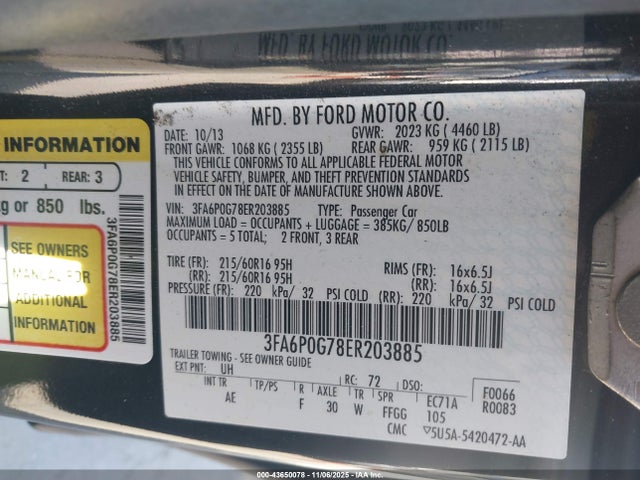 MFD. BY FORD MOTOR CO.
DATE: 10/13 GVWR: 2023 KG ( 4460 LB)
FRONT GAWR: 1068 KG ( 2355 LB) REAR GAWR: 959 KG ( 2115 LB)
THIS VEHICLE CONFORMS TO ALL APPLICABLE FEDERAL MOTOR
VEHICLE SAFETY, BUMPER, AND THEFT PREVENTION STANDARDS
IN EFFECT ON THE DATE OF MANUFACTURE SHOWN ABOVE.
VIN: 3FA6P0G78ER203885 TYPE: Passenger Car
MAXIMUM LOAD = OCCUPANTS + LUGGAGE = 385KG/ 850LB
OCCUPANTS = 5 TOTAL; 2 FRONT, 3 REAR
TIRE (FR): 215/60R16 95H RIMS (FR): 16x6.5J
(RR): 215/60R16 95H (RR): 16x6.5J
PRESSURE (FR): 220 kPa/ 32 PSI COLD (RR): 220 kPa/ 32 PSI COLD
3FA6P0G78ER203885
TRAILER TOWING - SEE OWNER GUIDE
EXT PNT: UH RC: 72 DSO: F0066
INT TR TP/PS R AXLE TR SPR EC71A R0083
AE F 30 W FFGG 105
CMC 5U5A-5420472-AA
INFORMATION
T: 2 REAR: 3
kg or 850 lbs.
SEE OWNERS
MANUAL FOR
ADDITIONAL
INFORMATION
3FA6P0G78ER203885
000-43650078 - 11/06/2025 - IAAI.com